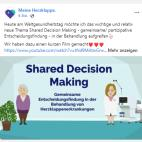 Meine Herzklappe
Heute am Weltgesundheitstag möchte ich das wichtige und relativ
neue Thema Shared Decision Making - gemeinsame/ partizipative
Entscheidungsfindung - in der Behandlung aufgreifen
Wir haben dazu einen kurzen Film gemacht
... Mehr anzeigen
Shared Decision
Making
Gemeinsame
Entscheidungsfindung in der
Behandlung von
Herzklappenerkrankungen